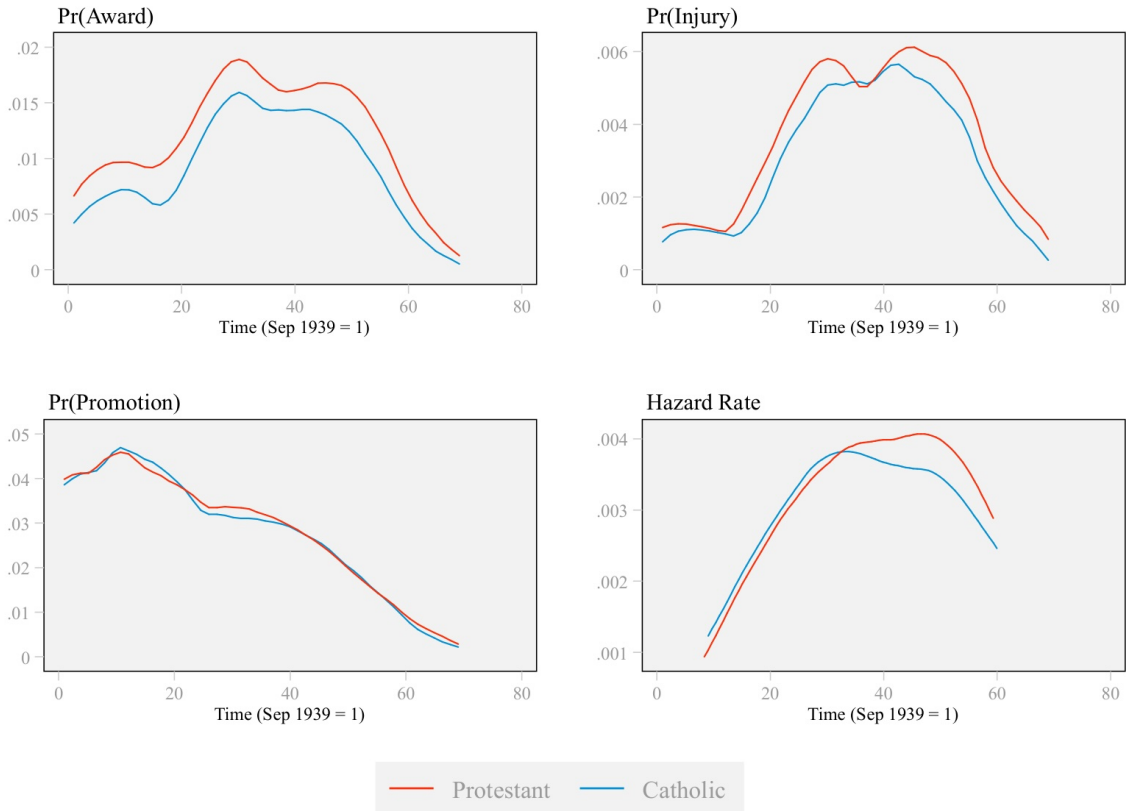 Pr(Award)
.02
.015
.01
.005
0
0 20 40 60 80
Time (Sep 1939 = 1)
Pr(Injury)
.006
.004
.002
0
0 20 40 60 80
Time (Sep 1939 = 1)
Pr(Promotion)
.05
.04
.03
.02
.01
0
0 20 40 60 80
Time (Sep 1939 = 1)
Hazard Rate
.004
.003
.002
.001
0 20 40 60 80
Time (Sep 1939 = 1)
Protestant Catholic